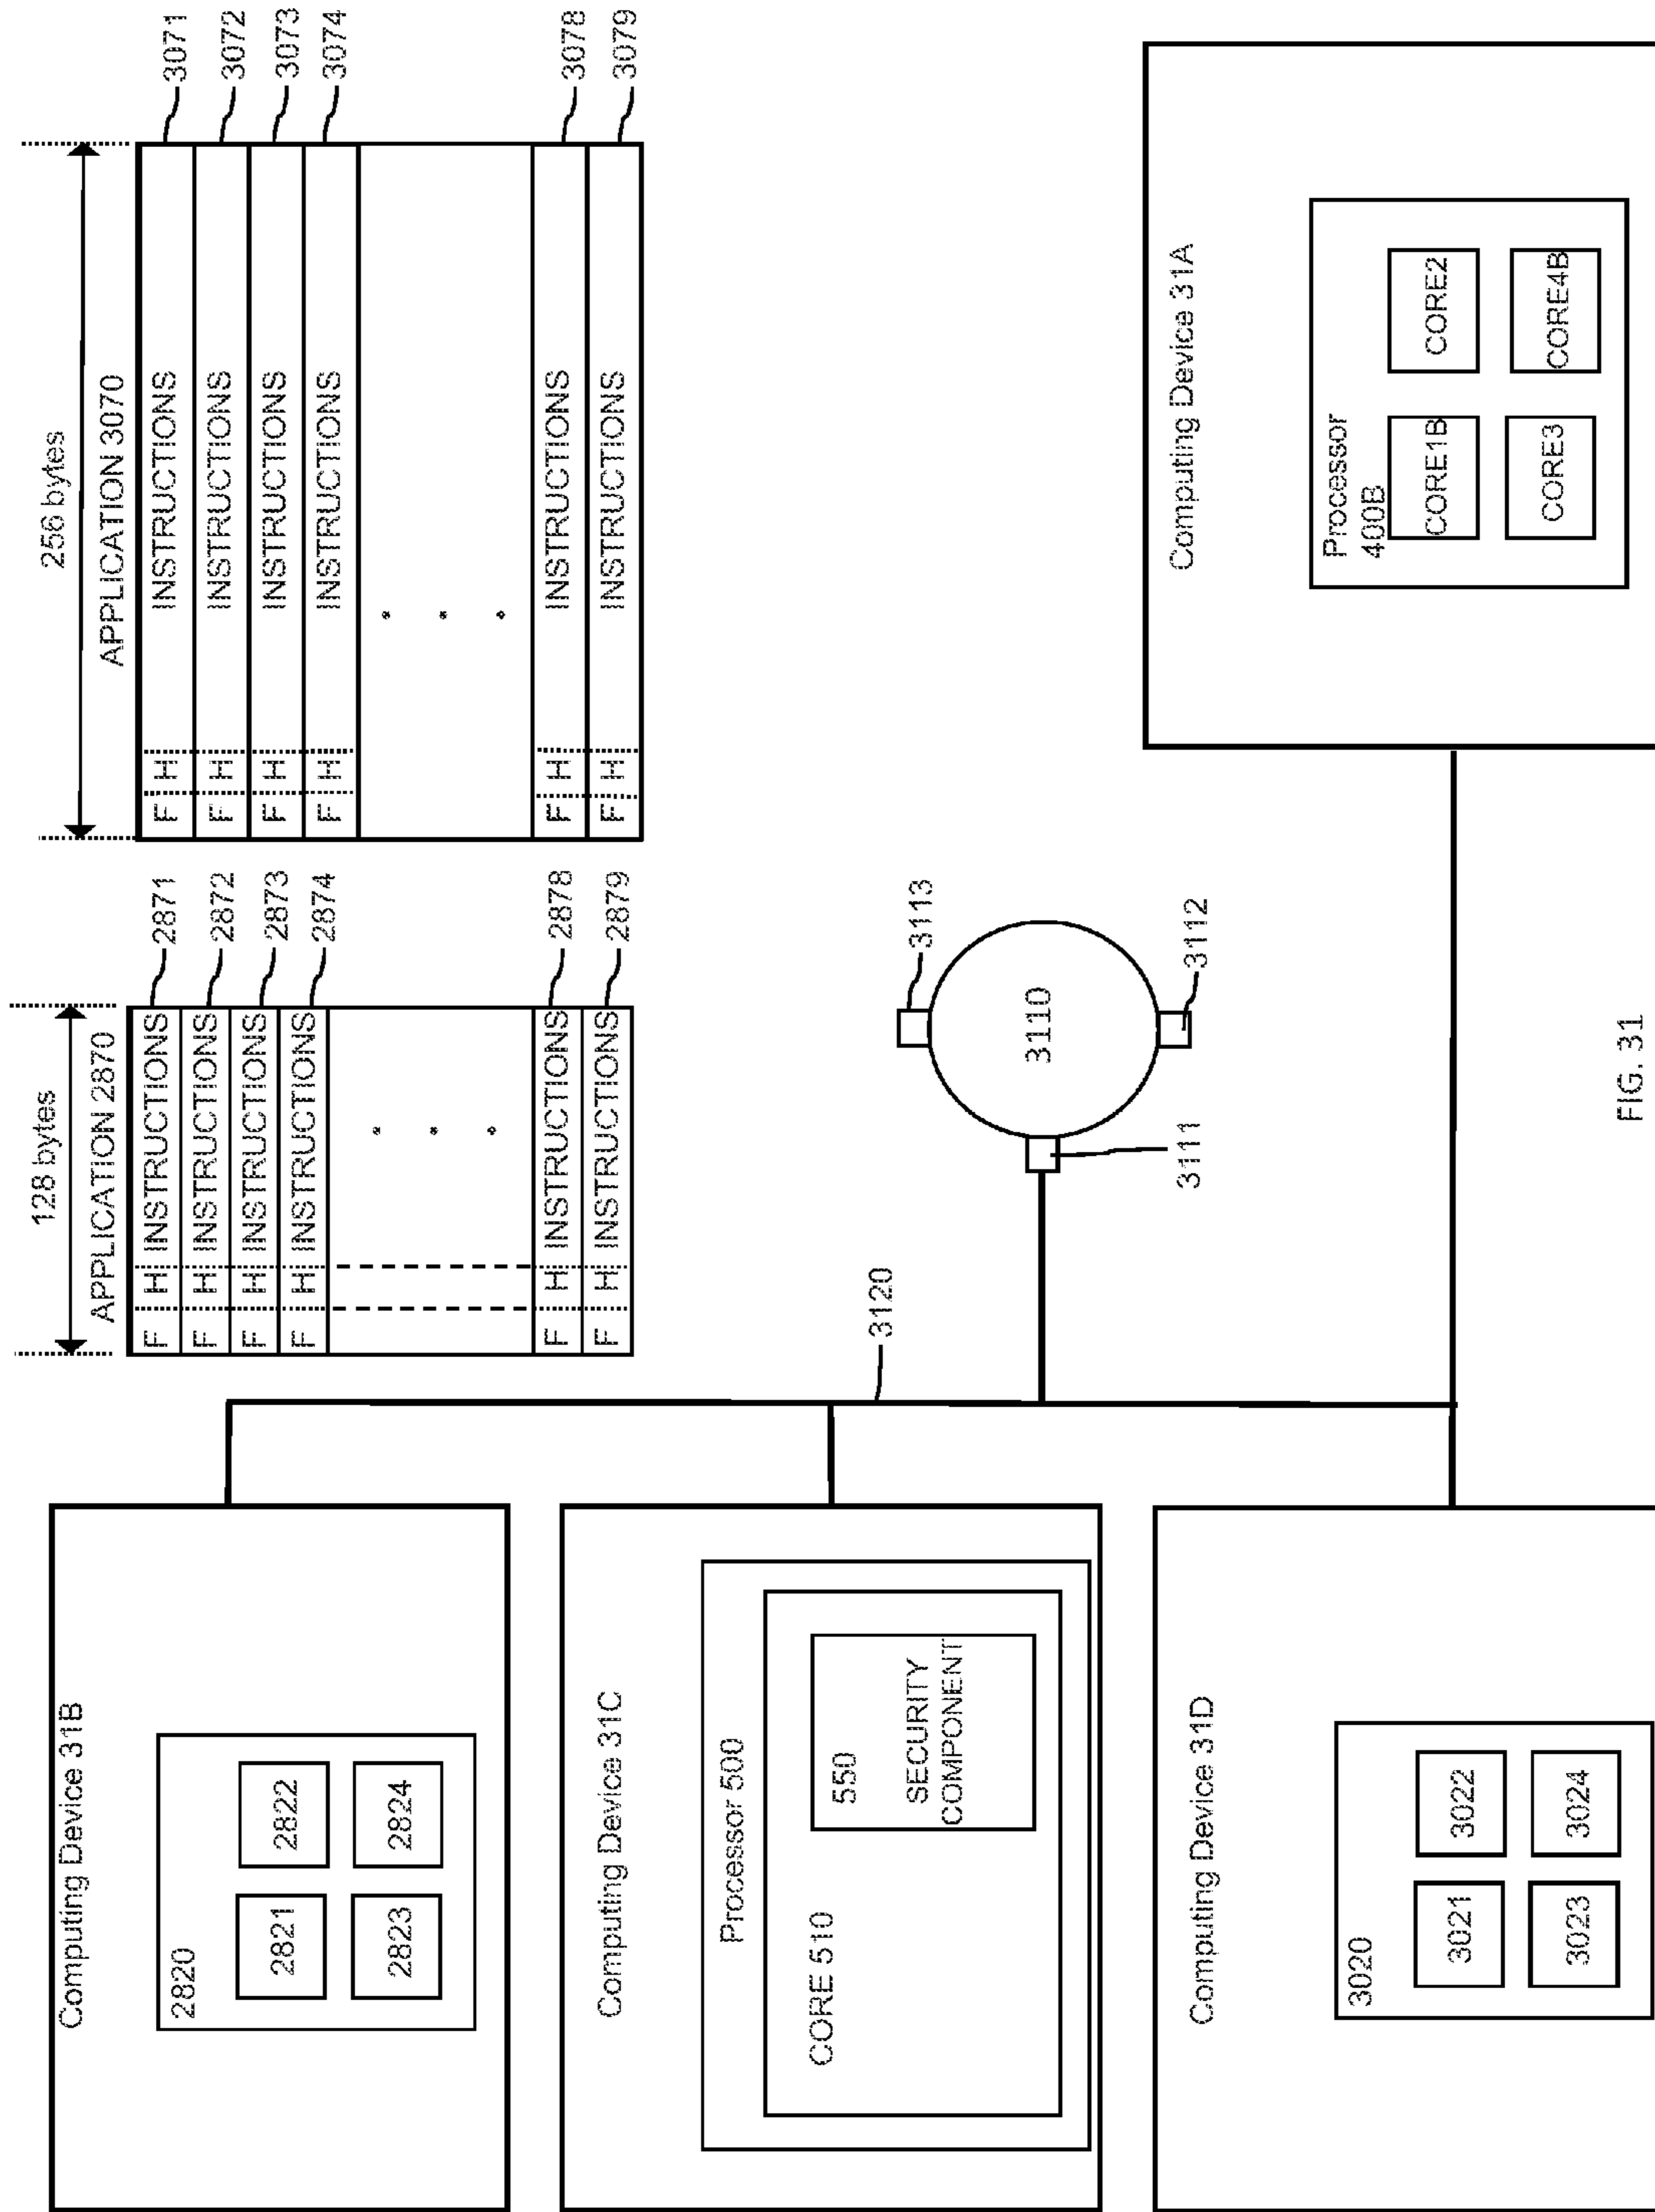 Computing Device 31B
2820
2821
2822
2823
2824
Computing Device 31C
Processor 500
CORE 510
550
SECURITY
COMPONENT
Computing Device 31D
3020
3021
3022
3023
3024
128 bytes
APPLICATION 2870
F H INSTRUCTIONS 2871
F H INSTRUCTIONS 2872
F H INSTRUCTIONS 2873
F H INSTRUCTIONS 2874
F H INSTRUCTIONS 2878
F H INSTRUCTIONS 2879
256 bytes
APPLICATION 3070
F H INSTRUCTIONS 3071
F H INSTRUCTIONS 3072
F H INSTRUCTIONS 3073
F H INSTRUCTIONS 3074
F H INSTRUCTIONS 3078
F H INSTRUCTIONS 3079
3120
3110
3111
3112
3113
Computing Device 31A
Processor
400B
CORE1B
CORE2
CORE3
CORE4B
FIG. 31